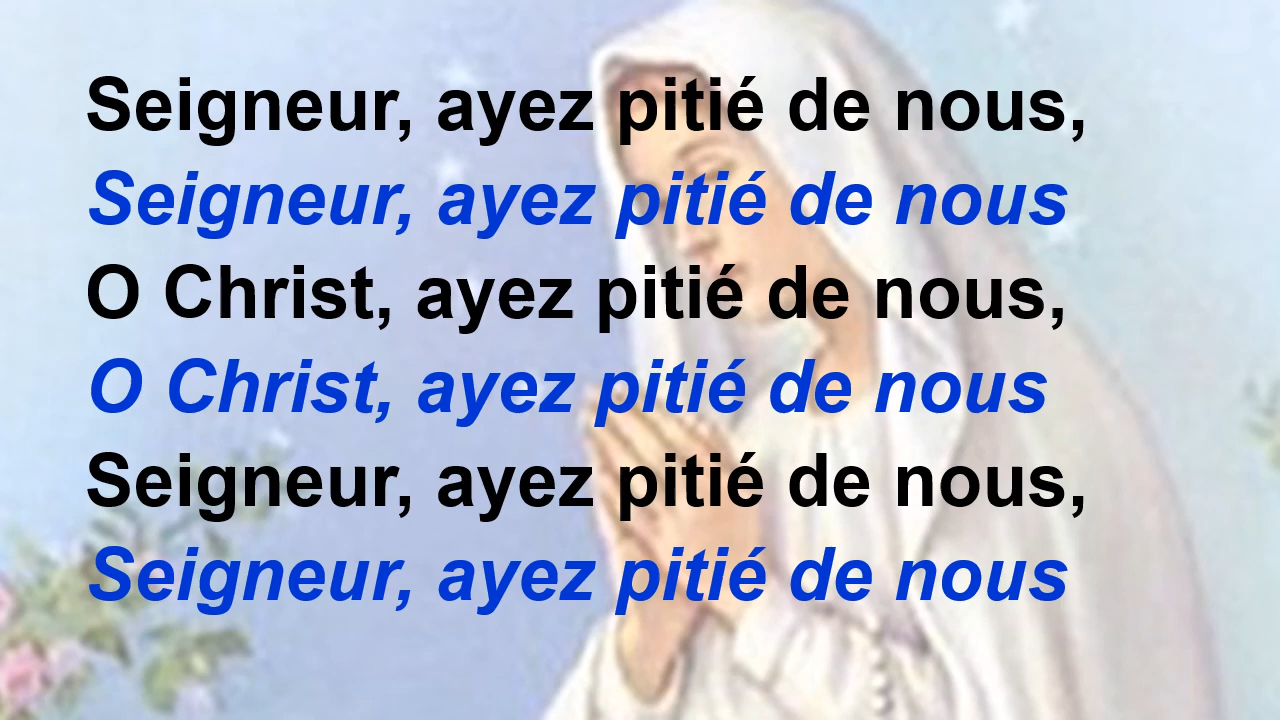 Seigneur, ayez pitié de nous,
Seigneur, ayez pitié de nous
O Christ, ayez pitié de nous,
O Christ, ayez pitié de nous
Seigneur, ayez pitié de nous,
Seigneur, ayez pitié de nous